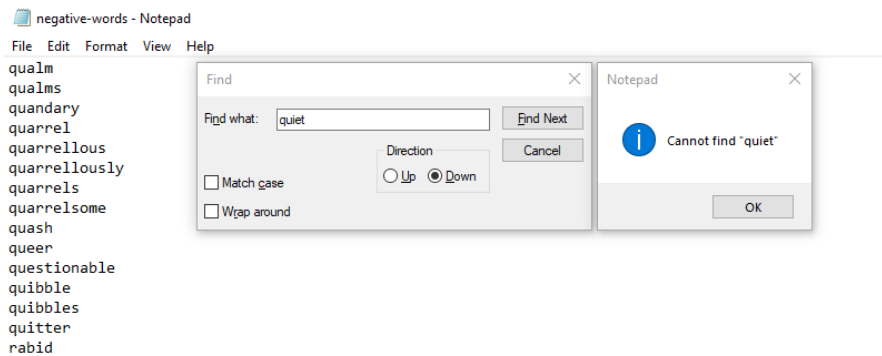 negative-words - Notepad
File Edit Format View Help
qualm
qualms
quandary
quarrel
quarrellous
quarrellously
quarrels
quarrelsome
quash
queer
questionable
quibble
quibbles
quitter
rabid
Find
Find what: quiet
Find Next
Cancel
Direction
Up Down
Match case
Wrap around
Notepad
Cannot find "quiet"
OK